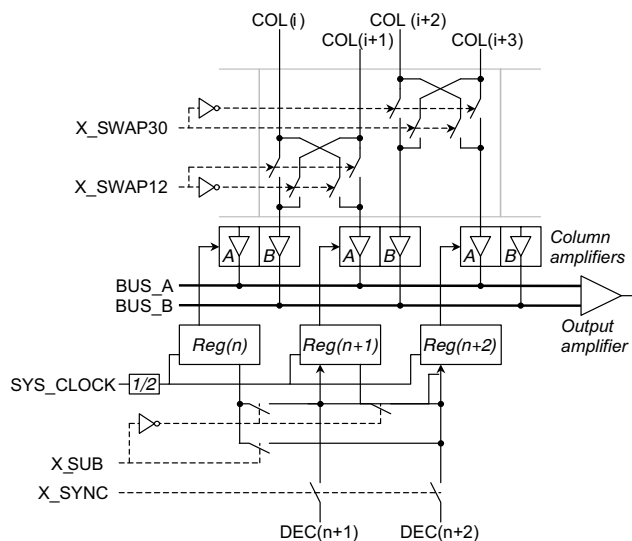 COL(i)
COL(i+2)
COL(i+1)
COL(i+3)
X_SWAP30
X_SWAP12
A B
A B
A B
Column amplifiers
BUS_A
BUS_B
Output amplifier
Reg(n)
Reg(n+1)
Reg(n+2)
SYS_CLOCK
1/2
X_SUB
X_SYNC
DEC(n+1)
DEC(n+2)